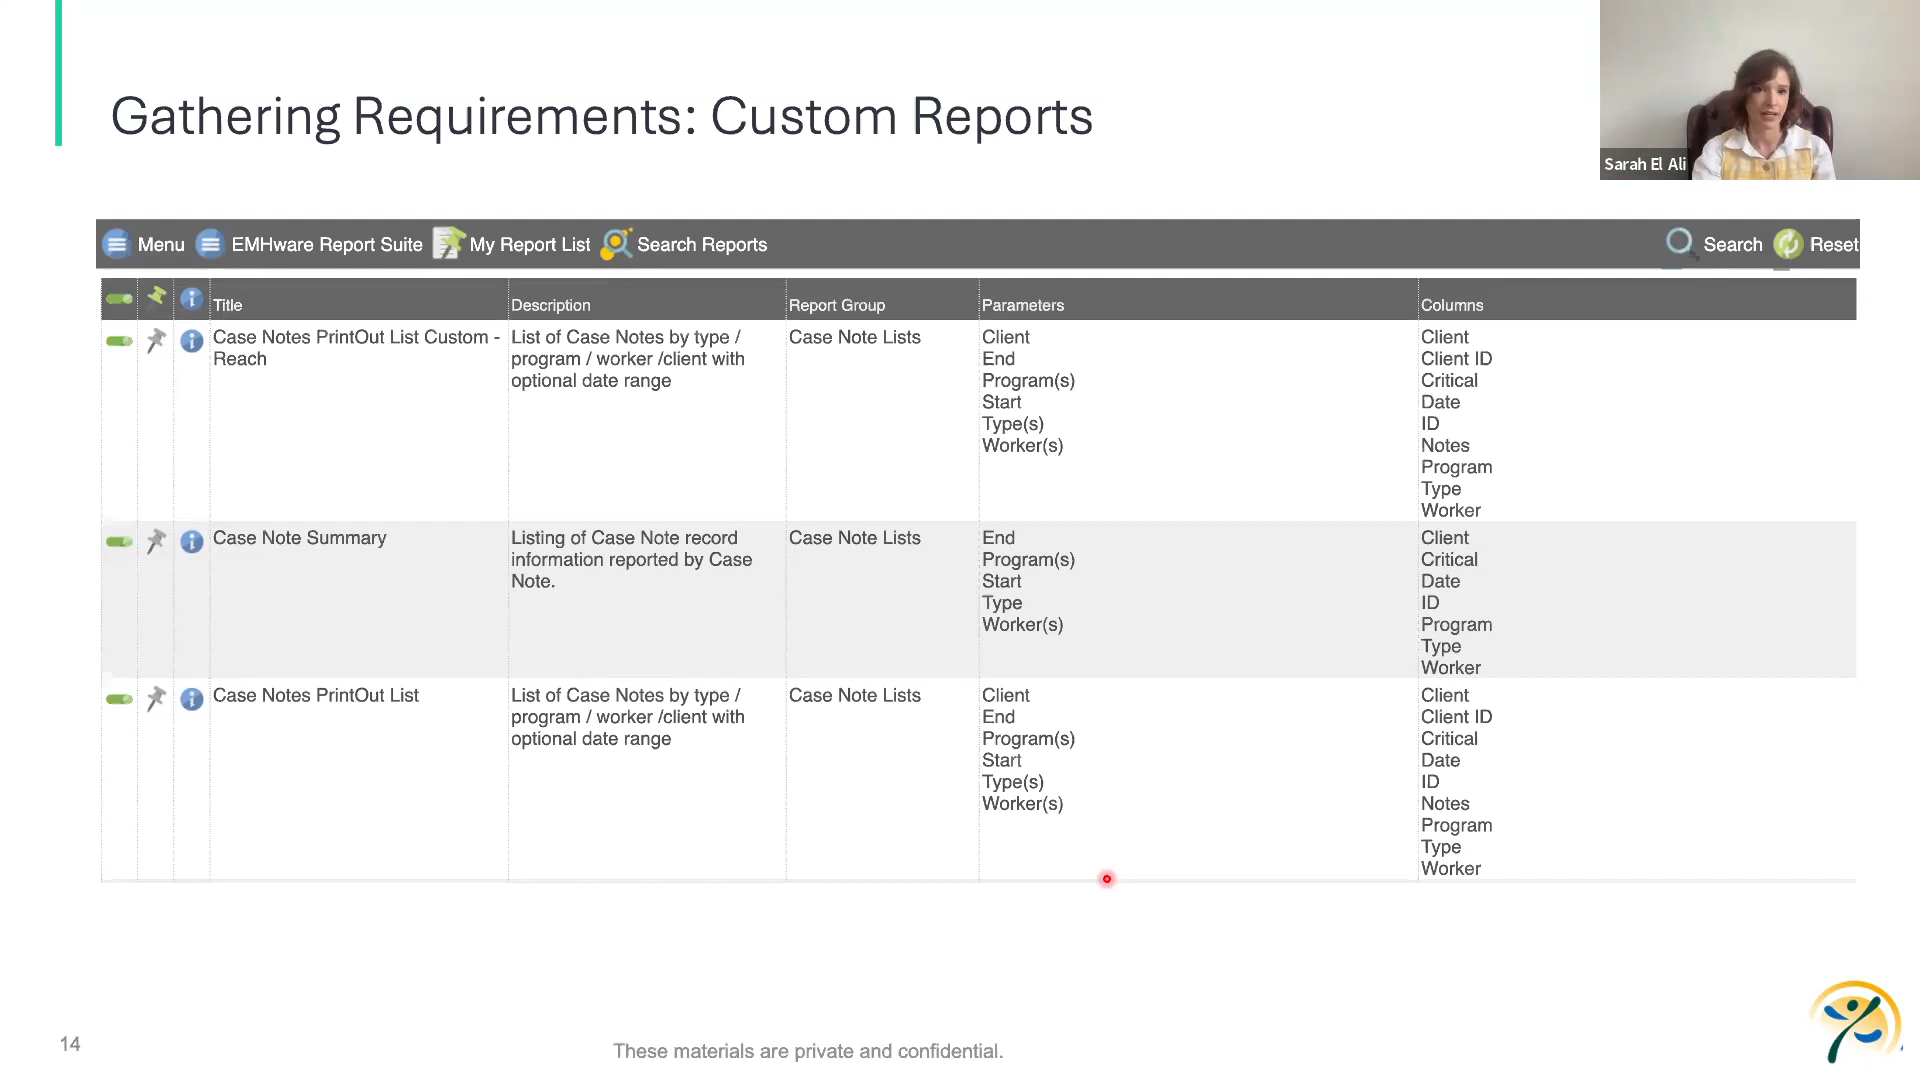 Gathering Requirements: Custom Reports
Sarah El Ali
Menu EMHware Report Suite My Report List Search Reports Search Reset
Title Description Report Group Parameters Columns
Case Notes PrintOut List Custom -
Reach
List of Case Notes by type /
program / worker /client with
optional date range
Case Note Lists
Client
End
Program(s)
Start
Type(s)
Worker(s)
Client
Client ID
Critical
Date
ID
Notes
Program
Type
Worker
Case Note Summary
Listing of Case Note record
information reported by Case
Note.
Case Note Lists
End
Program(s)
Start
Type
Worker(s)
Client
Critical
Date
ID
Program
Type
Worker
Case Notes PrintOut List
List of Case Notes by type /
program / worker /client with
optional date range
Case Note Lists
Client
End
Program(s)
Start
Type(s)
Worker(s)
Client
Client ID
Critical
Date
ID
Notes
Program
Type
Worker
14
These materials are private and confidential.